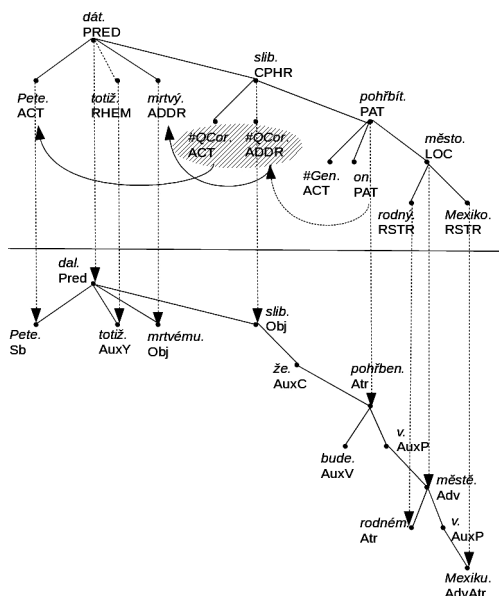 dát.
PRED
slib.
CPHR
pohřbít.
PAT
Pete.
ACT
totiž.
RHEM
mrtvý.
ADDR
#QCor.
ACT
#QCor.
ADDR
město.
LOC
#Gen.
ACT
on.
PAT
rodný.
RSTR
Mexiko.
RSTR
dal.
Pred
slib.
Obj
Pete.
Sb
totiž.
AuxY
mrtvému.
Obj
že.
AuxC
pohřben.
Atr
bude.
AuxV
v.
AuxP
městě.
Adv
rodném.
Atr
v.
AuxP
Mexiku.
AdvAtr